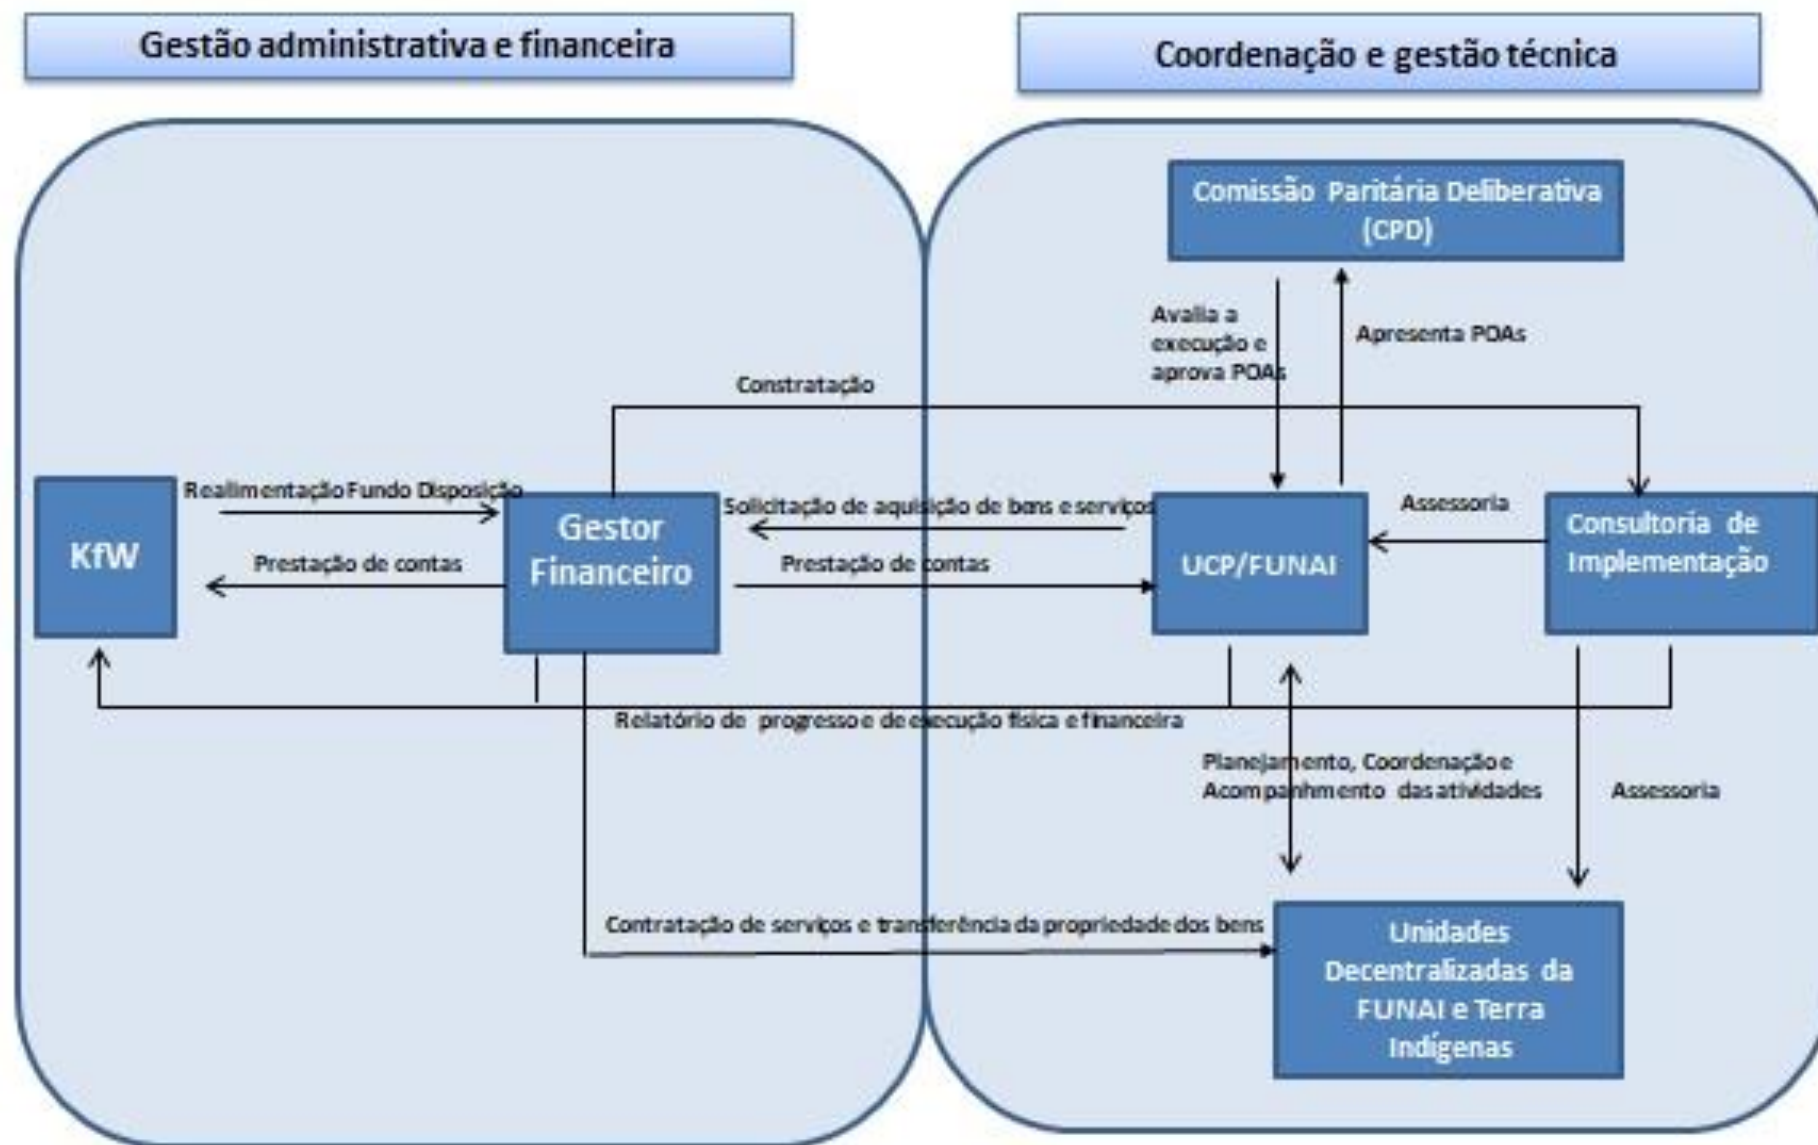 Gestão administrativa e financeira
Coordenação e gestão técnica
Comissão Paritária Deliberativa
(CPD)
Avalia a
execução e
aprova POAs
Apresenta POAs
Constratação
KfW
Realimentação Fundo Disposição
Prestação de contas
Gestor
Financeiro
Solicitação de aquisição de bens e serviços
Prestação de contas
UCP/FUNAI
Assessoria
Consultoria de
Implementação
Relatório de progresso e de execução física e financeira
Planejamento, Coordenação e
Acompanhmento das atividades
Assessoria
Contratação de serviços e transferência da propriedade dos bens
Unidades
Decentralizadas da
FUNAI e Terra
Indígenas